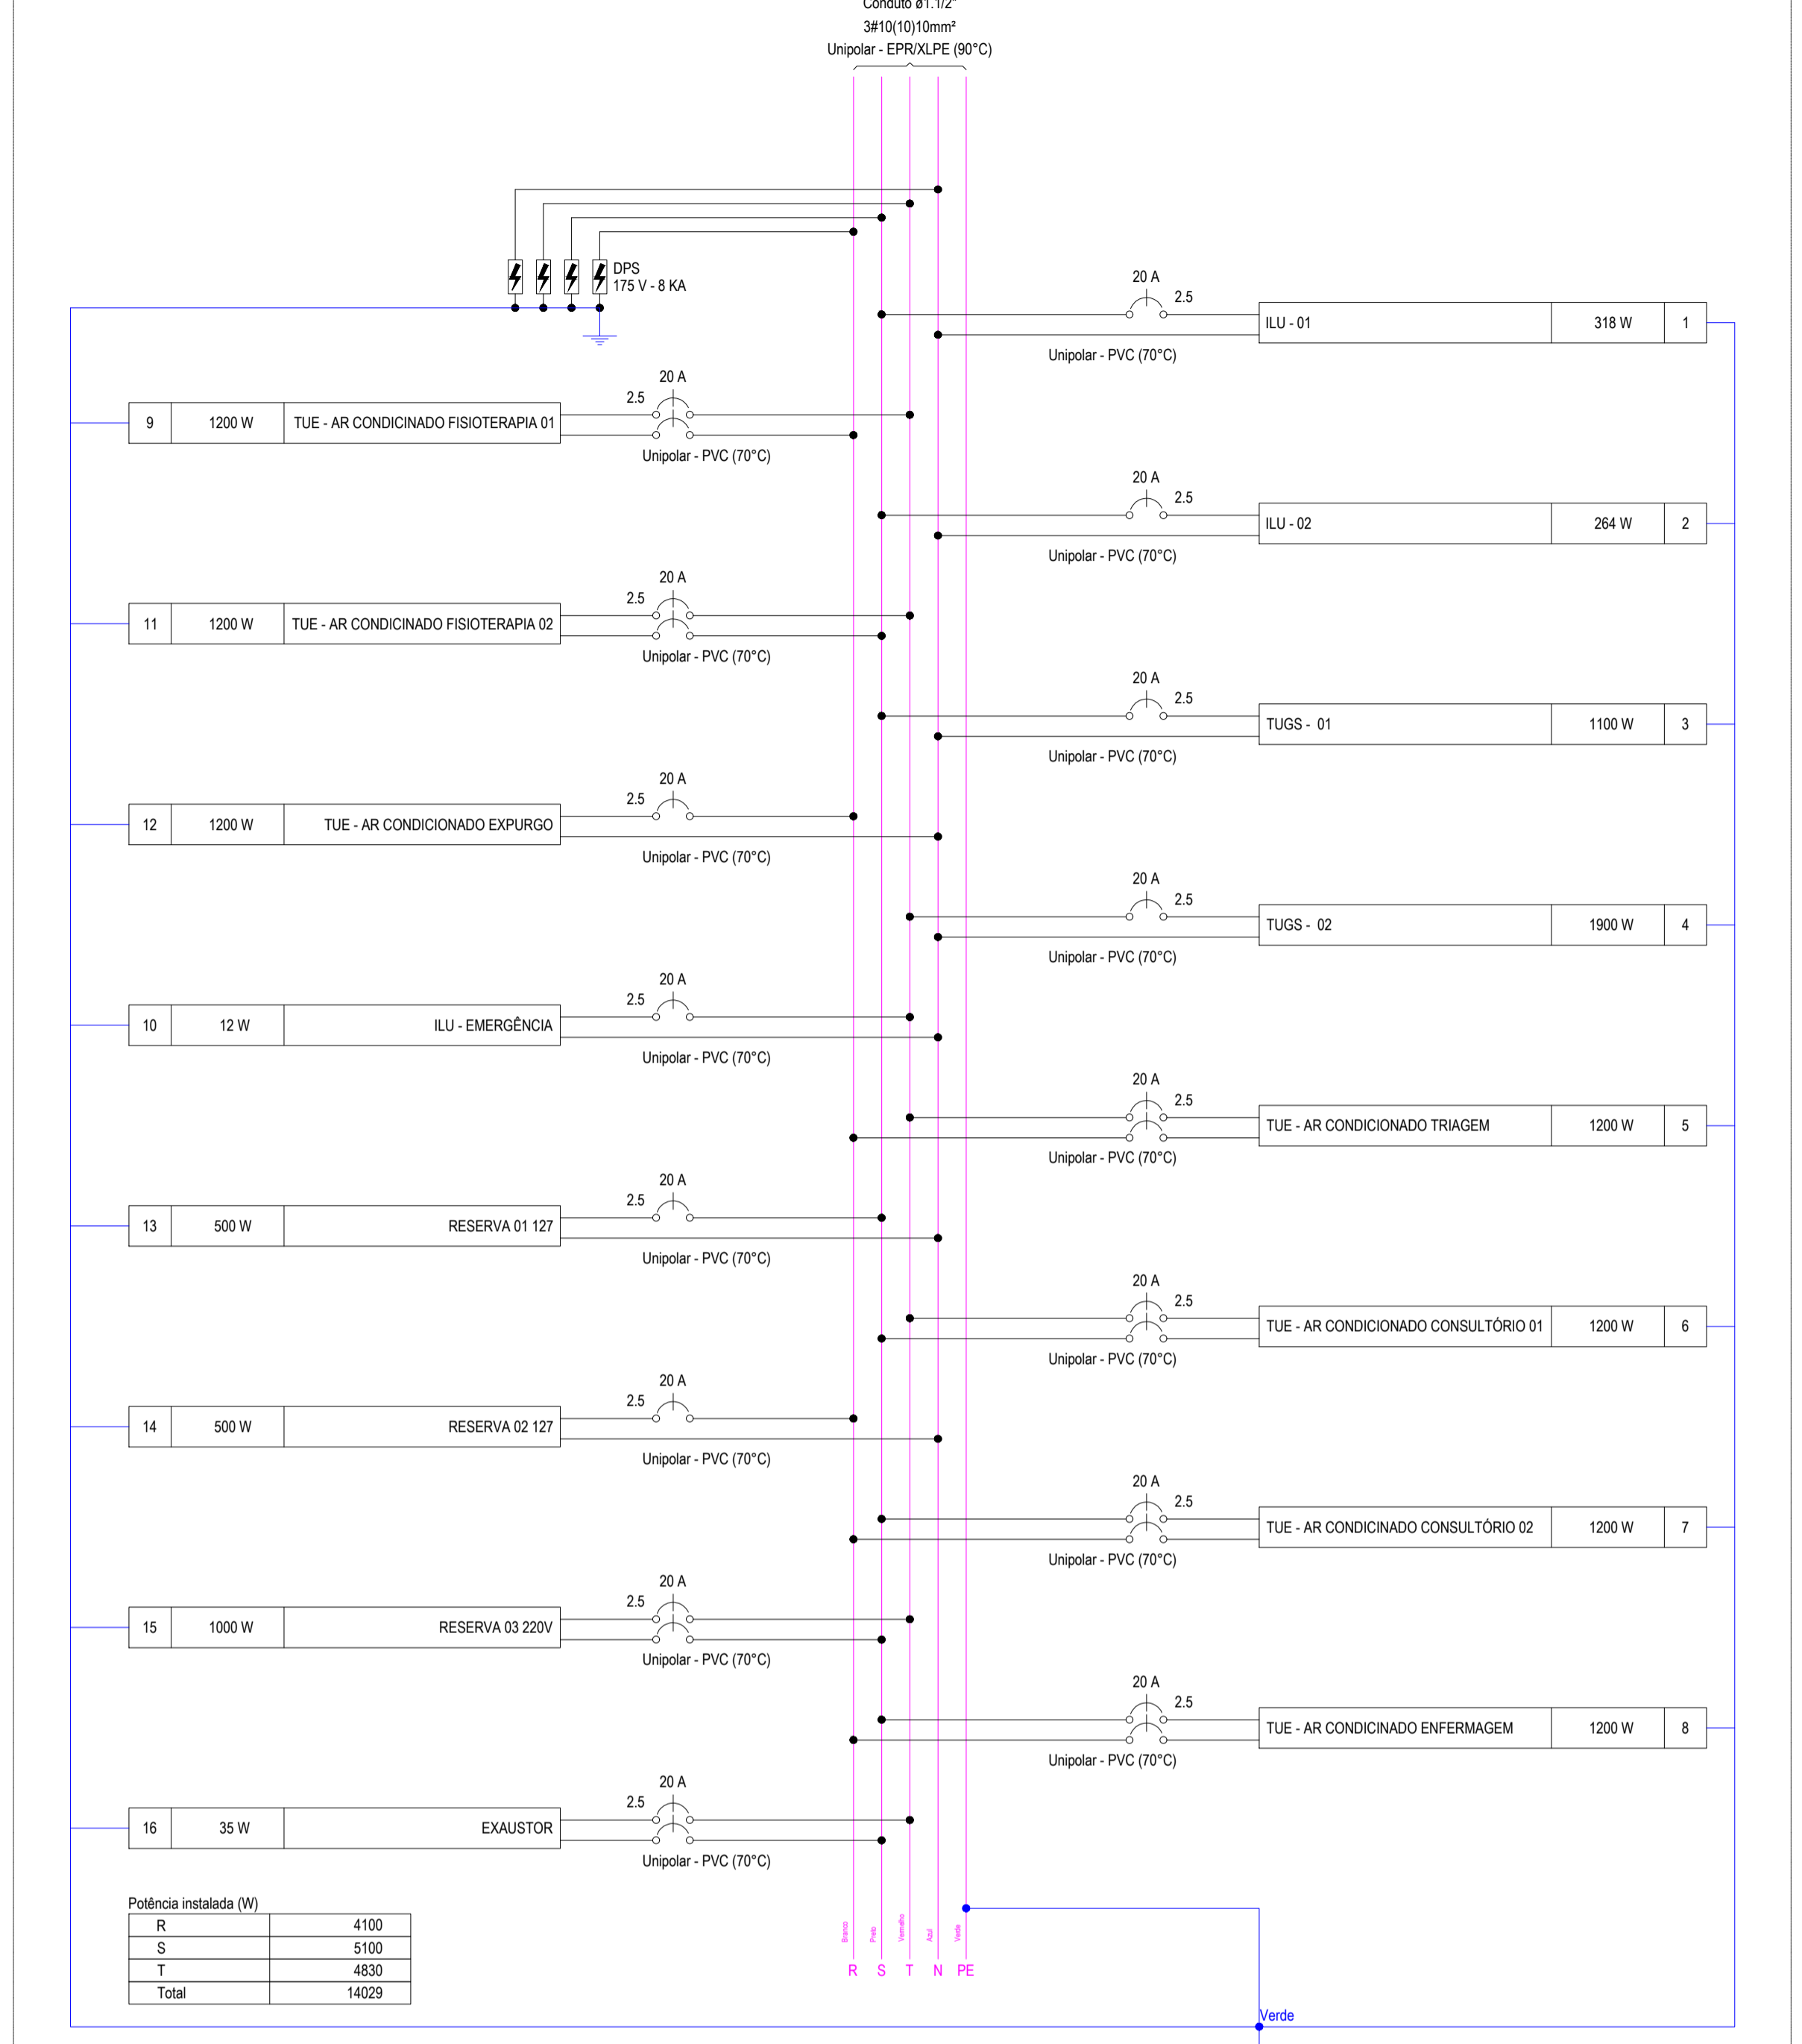 Conduto ø1.1/2"
3#10(10)10mm²
Unipolar - EPR/XLPE (90°C)
DPS
175 V - 8 KA
20 A
2.5
ILU - 01 318 W 1
Unipolar - PVC (70°C)
20 A
2.5
9 1200 W TUE - AR CONDICINADO FISIOTERAPIA 01
Unipolar - PVC (70°C)
20 A
2.5
ILU - 02 264 W 2
Unipolar - PVC (70°C)
20 A
2.5
11 1200 W TUE - AR CONDICINADO FISIOTERAPIA 02
Unipolar - PVC (70°C)
20 A
2.5
TUGS - 01 1100 W 3
Unipolar - PVC (70°C)
20 A
2.5
12 1200 W TUE - AR CONDICIONADO EXPURGO
Unipolar - PVC (70°C)
20 A
2.5
TUGS - 02 1900 W 4
Unipolar - PVC (70°C)
20 A
2.5
10 12 W ILU - EMERGÊNCIA
Unipolar - PVC (70°C)
20 A
2.5
TUE - AR CONDICIONADO TRIAGEM 1200 W 5
Unipolar - PVC (70°C)
20 A
2.5
13 500 W RESERVA 01 127
Unipolar - PVC (70°C)
20 A
2.5
TUE - AR CONDICIONADO CONSULTÓRIO 01 1200 W 6
Unipolar - PVC (70°C)
20 A
2.5
14 500 W RESERVA 02 127
Unipolar - PVC (70°C)
20 A
2.5
TUE - AR CONDICINADO CONSULTÓRIO 02 1200 W 7
Unipolar - PVC (70°C)
20 A
2.5
15 1000 W RESERVA 03 220V
Unipolar - PVC (70°C)
20 A
2.5
TUE - AR CONDICINADO ENFERMAGEM 1200 W 8
Unipolar - PVC (70°C)
20 A
2.5
16 35 W EXAUSTOR
Unipolar - PVC (70°C)
Potência instalada (W)
R 4100
S 5100
T 4830
Total 14029
Branco Preto Vermelho Azul Verde
R S T N PE
Verde